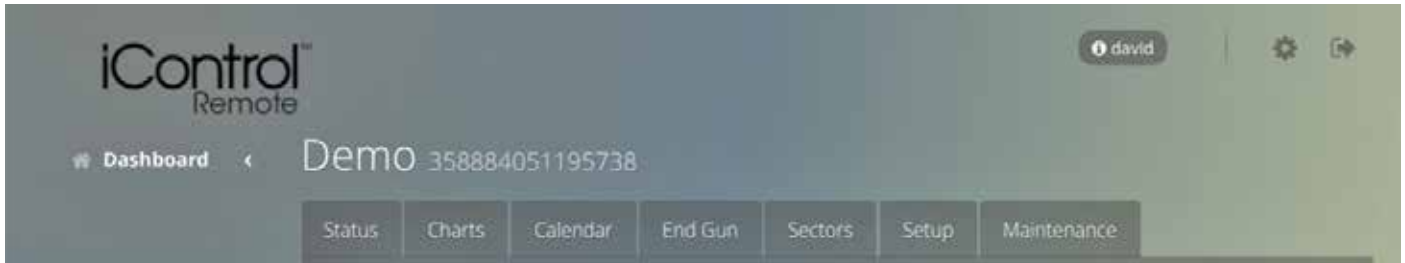 iControl™
Remote
david
Dashboard
Demo 358884051195738
Status Charts Calendar End Gun Sectors Setup Maintenance